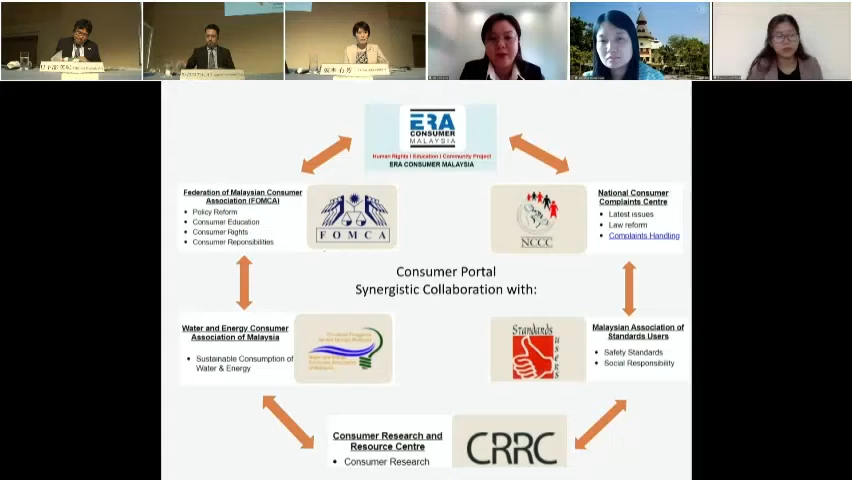 ERA
CONSUMER
MALAYSIA
Human Rights I Education I Community Project
ERA CONSUMER MALAYSIA
Federation of Malaysian Consumer
Association (FOMCA)
• Policy Reform
• Consumer Education
• Consumer Rights
• Consumer Reponsibilities
FOMCA
NCCC
National Consumer
Complaints Centre
• Latest issues
• Law reform
• Complaints Handling
Consumer Portal
Synergistic Collaboration with:
Water and Energy Consumer
Association of Malaysia
• Sustainable Consumption of
Water & Energy
Standards
users
Malaysian Association of
Standards Users
• Safety Standards
• Social Responsibility
Consumer Research and
Resource Centre
• Consumer Research
CRRC